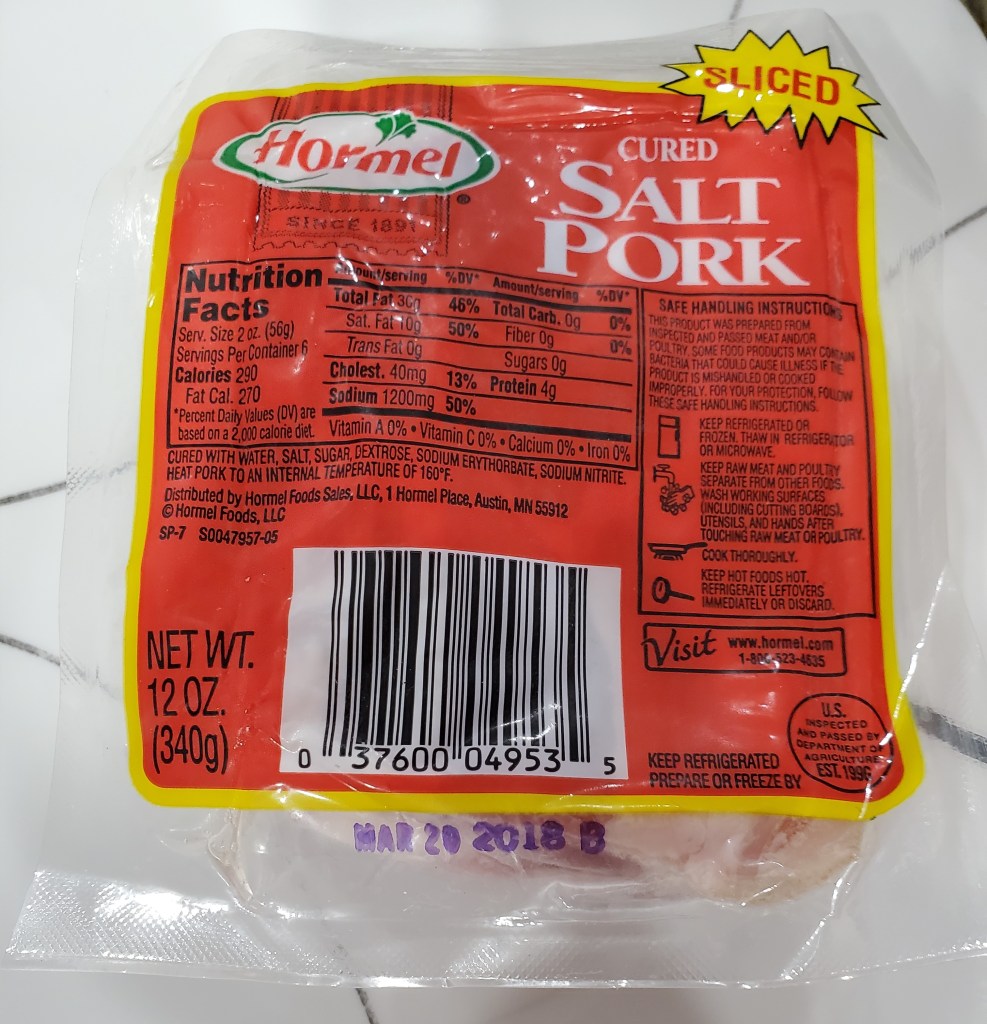 SLICED
Hormel
®
SINCE 1891
CURED
SALT
PORK
Nutrition
Facts
Serv. Size 2 oz. (56g)
Servings Per Container 6
Calories 290
Fat Cal. 270
*Percent Daily Values (DV) are
based on a 2,000 calorie diet.
Amount/serving %DV* Amount/serving %DV*
Total Fat 30g 46% Total Carb. 0g 0%
Sat. Fat 10g 50% Fiber 0g 0%
Trans Fat 0g Sugars 0g
Cholest. 40mg 13% Protein 4g
Sodium 1200mg 50%
Vitamin A 0% • Vitamin C 0% • Calcium 0% • Iron 0%
CURED WITH WATER, SALT, SUGAR, DEXTROSE, SODIUM ERYTHORBATE, SODIUM NITRITE.
HEAT PORK TO AN INTERNAL TEMPERATURE OF 160°F.
Distributed by Hormel Foods Sales, LLC, 1 Hormel Place, Austin, MN 55912
© Hormel Foods, LLC
SP-7 S0047957-05
SAFE HANDLING INSTRUCTIONS
THIS PRODUCT WAS PREPARED FROM
INSPECTED AND PASSED MEAT AND/OR
POULTRY. SOME FOOD PRODUCTS MAY CONTAIN
BACTERIA THAT COULD CAUSE ILLNESS IF THE
PRODUCT IS MISHANDLED OR COOKED
IMPROPERLY. FOR YOUR PROTECTION, FOLLOW
THESE SAFE HANDLING INSTRUCTIONS.
KEEP REFRIGERATED OR
FROZEN. THAW IN REFRIGERATOR
OR MICROWAVE.
KEEP RAW MEAT AND POULTRY
SEPARATE FROM OTHER FOODS.
WASH WORKING SURFACES
(INCLUDING CUTTING BOARDS),
UTENSILS, AND HANDS AFTER
TOUCHING RAW MEAT OR POULTRY.
COOK THOROUGHLY.
KEEP HOT FOODS HOT.
REFRIGERATE LEFTOVERS
IMMEDIATELY OR DISCARD.
Visit www.hormel.com
1-800-523-4635
NET WT.
12 OZ.
(340g)
0 37600 04953 5
U.S.
INSPECTED
AND PASSED BY
DEPARTMENT OF
AGRICULTURE
EST. 199G
KEEP REFRIGERATED
PREPARE OR FREEZE BY
MAR 20 2018 B